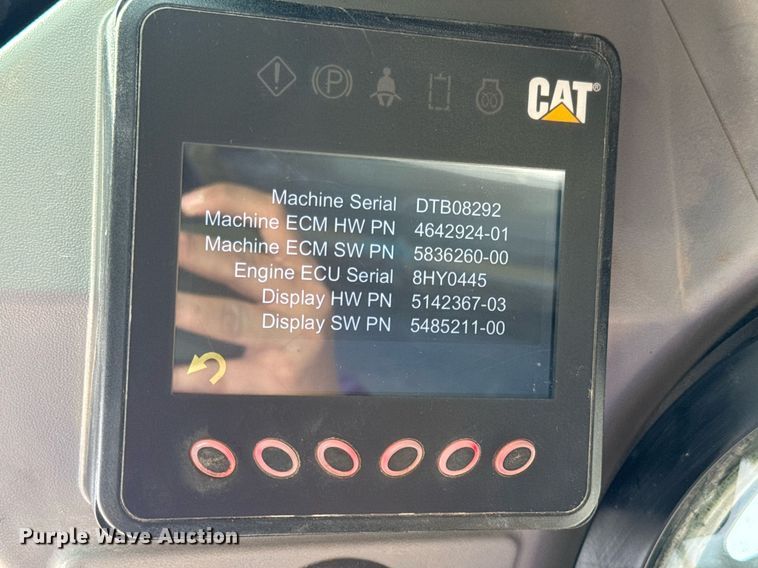 CAT®
Machine Serial DTB08292
Machine ECM HW PN 4642924-01
Machine ECM SW PN 5836260-00
Engine ECU Serial 8HY0445
Display HW PN 5142367-03
Display SW PN 5485211-00
Purple Wave Auction